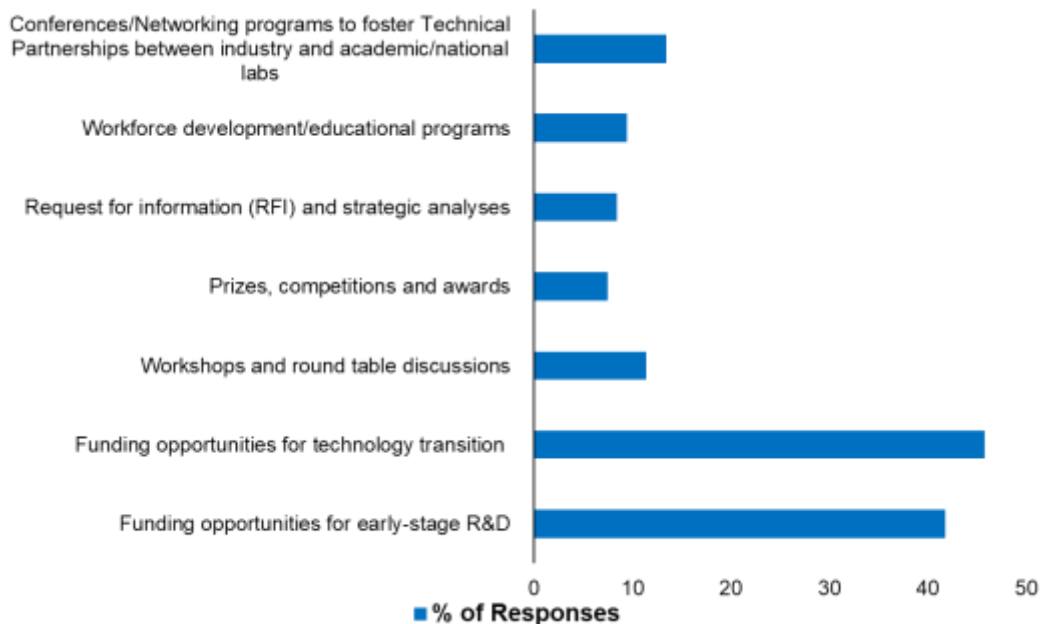 Conferences/Networking programs to foster Technical
Partnerships between industry and academic/national
labs
Workforce development/educational programs
Request for information (RFI) and strategic analyses
Prizes, competitions and awards
Workshops and round table discussions
Funding opportunities for technology transition
Funding opportunities for early-stage R&D
0 10 20 30 40 50
% of Responses